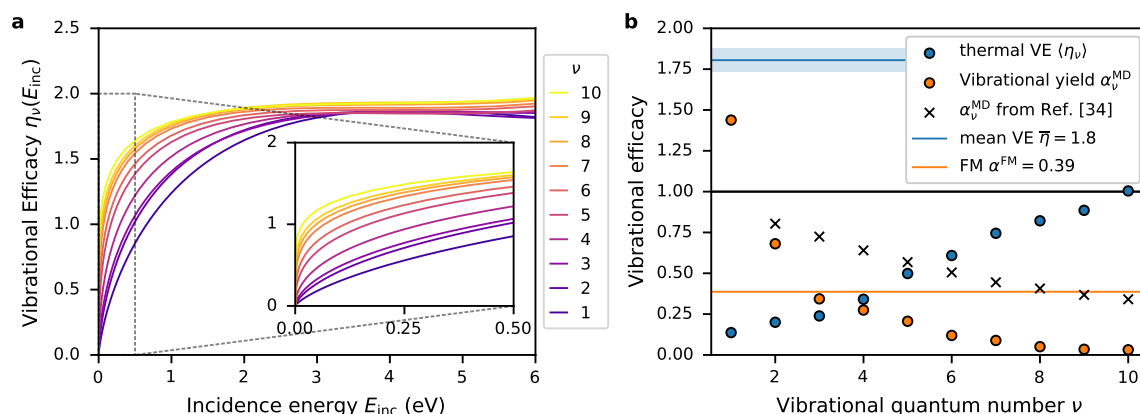 a
Vibrational Efficacy ην(Einc)
2.5
2.0
1.5
1.0
0.5
0.0
0 1 2 3 4 5 6
Incidence energy Einc (eV)
2
1
0
0.00 0.25 0.50
ν
10
9
8
7
6
5
4
3
2
1
b
Vibrational efficacy
2.00
1.75
1.50
1.25
1.00
0.75
0.50
0.25
0.00
2 4 6 8 10
Vibrational quantum number ν
thermal VE ⟨ην⟩
Vibrational yield ανMD
ανMD from Ref. [34]
mean VE η̅ = 1.8
FM αFM = 0.39